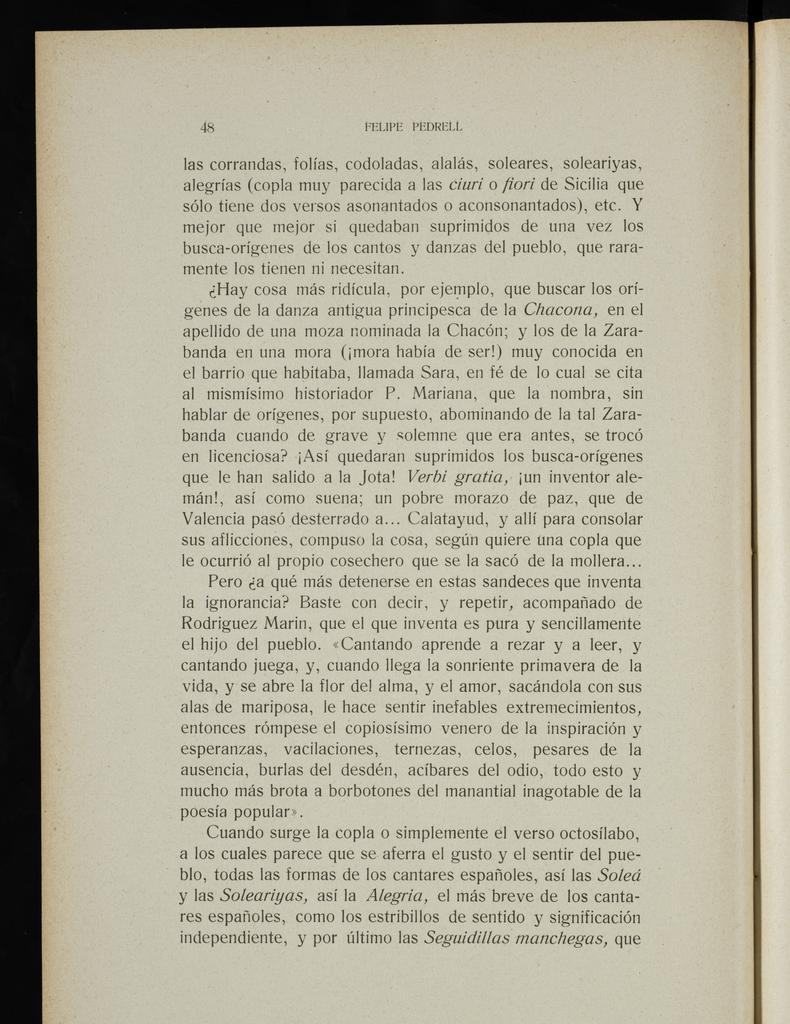 48 FELIPE PEDRELL
las corrandas, folías, codoladas, alalás, soleares, soleariyas,
alegrías (copla muy parecida a las ciuri o fiori de Sicilia que
sólo tiene dos versos asonantados o aconsonantados), etc. Y
mejor que mejor si quedaban suprimidos de una vez los
busca-orígenes de los cantos y danzas del pueblo, que rara-
mente los tienen ni necesitan.
¿Hay cosa más ridícula, por ejemplo, que buscar los orí-
genes de la danza antigua principesca de la Chacona, en el
apellido de una moza nominada la Chacón; y los de la Zara-
banda en una mora (¡mora había de ser!) muy conocida en
el barrio que habitaba, llamada Sara, en fé de lo cual se cita
al mismísimo historiador P. Mariana, que la nombra, sin
hablar de orígenes, por supuesto, abominando de la tal Zara-
banda cuando de grave y solemne que era antes, se trocó
en licenciosa? ¡Así quedaran suprimidos los busca-orígenes
que le han salido a la Jota! Verbi gratia, ¡un inventor ale-
mán!, así como suena; un pobre morazo de paz, que de
Valencia pasó desterrado a... Calatayud, y allí para consolar
sus aflicciones, compuso la cosa, según quiere una copla que
le ocurrió al propio cosechero que se la sacó de la mollera...
Pero ¿a qué más detenerse en estas sandeces que inventa
la ignorancia? Baste con decir, y repetir, acompañado de
Rodriguez Marin, que el que inventa es pura y sencillamente
el hijo del pueblo. «Cantando aprende a rezar y a leer, y
cantando juega, y, cuando llega la sonriente primavera de la
vida, y se abre la flor del alma, y el amor, sacándola con sus
alas de mariposa, le hace sentir inefables extremecimientos,
entonces rómpese el copiosísimo venero de la inspiración y
esperanzas, vacilaciones, ternezas, celos, pesares de la
ausencia, burlas del desdén, acíbares del odio, todo esto y
mucho más brota a borbotones del manantial inagotable de la
poesía popular».
Cuando surge la copla o simplemente el verso octosílabo,
a los cuales parece que se aferra el gusto y el sentir del pue-
blo, todas las formas de los cantares españoles, así las Soleá
y las Soleariyas, así la Alegria, el más breve de los canta-
res españoles, como los estribillos de sentido y significación
independiente, y por último las Seguidillas manchegas, que